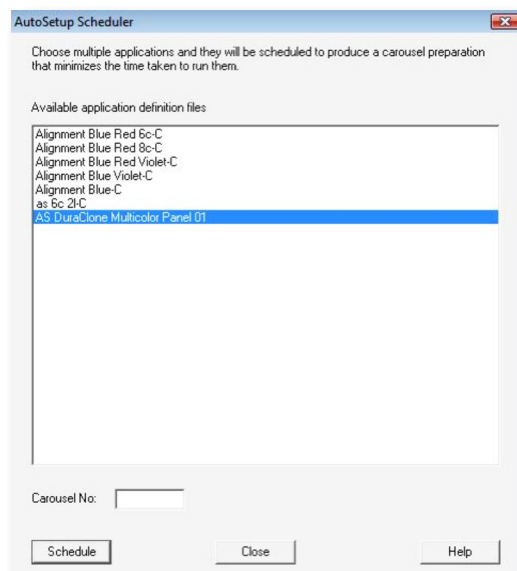 AutoSetup Scheduler
Choose multiple applications and they will be scheduled to produce a carousel preparation
that minimizes the time taken to run them.
Available application definition files
Alignment Blue Red 6c-C
Alignment Blue Red 8c-C
Alignment Blue Red Violet-C
Alignment Blue Violet-C
Alignment Blue-C
as 6c 2l-C
AS DuraClone Multicolor Panel 01
Carousel No:
Schedule
Close
Help